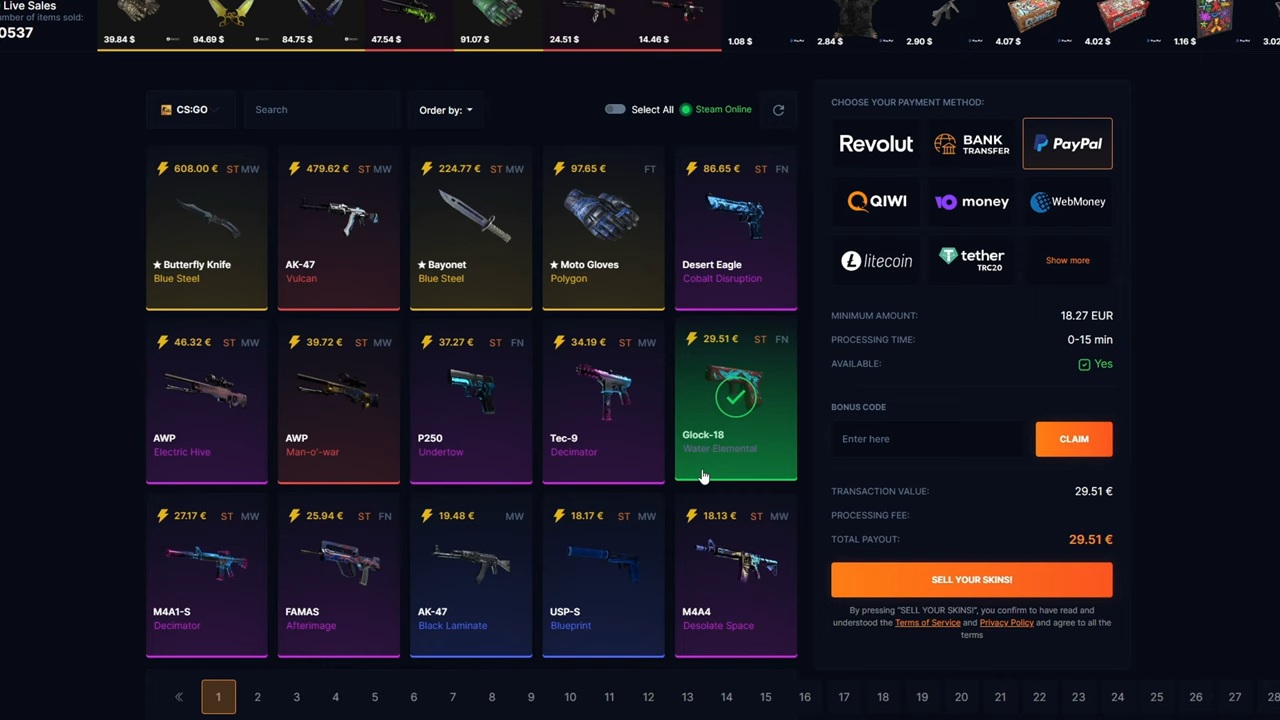 Live Sales
umber of items sold:
0537
39.84 $
94.69 $
84.75 $
47.54 $
91.07 $
24.51 $
14.46 $
1.08 $
2.84 $
2.90 $
4.07 $
4.02 $
1.16 $
3.02
CS:GO
Search
Order by:
Select All
Steam Online
608.00 € ST MW
★ Butterfly Knife
Blue Steel
479.62 € ST MW
AK-47
Vulcan
224.77 € ST MW
★ Bayonet
Blue Steel
97.65 € FT
★ Moto Gloves
Polygon
86.65 € ST FN
Desert Eagle
Cobalt Disruption
46.32 € ST MW
AWP
Electric Hive
39.72 € ST MW
AWP
Man-o'-war
37.27 € ST FN
P250
Undertow
34.19 € ST MW
Tec-9
Decimator
29.51 € ST FN
Glock-18
Water Elemental
27.17 € ST MW
M4A1-S
Decimator
25.94 € ST FN
FAMAS
Afterimage
19.48 € MW
AK-47
Black Laminate
18.17 € ST MW
USP-S
Blueprint
18.13 € ST MW
M4A4
Desolate Space
« 1 2 3 4 5 6 7 8 9 10 11 12 13 14 15 16 17 18 19 20 21 22 23 24 25 26 27 28
CHOOSE YOUR PAYMENT METHOD:
Revolut
BANK
TRANSFER
PayPal
QIWI
IO money
WebMoney
litecoin
tether
TRC20
Show more
MINIMUM AMOUNT: 18.27 EUR
PROCESSING TIME: 0-15 min
AVAILABLE: Yes
BONUS CODE
Enter here
CLAIM
TRANSACTION VALUE: 29.51 €
PROCESSING FEE:
TOTAL PAYOUT: 29.51 €
SELL YOUR SKINS!
By pressing "SELL YOUR SKINS!", you confirm to have read and
understood the Terms of Service and Privacy Policy and agree to all the
terms